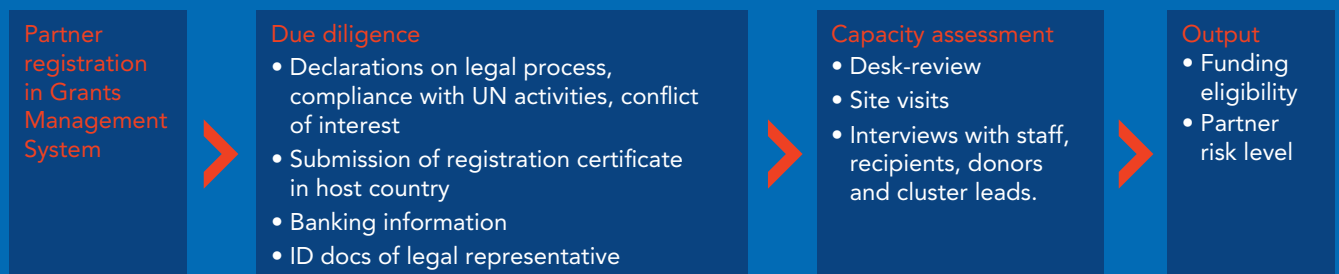 Partner
registration
in Grants
Management
System
Due diligence
• Declarations on legal process,
compliance with UN activities, conflict
of interest
• Submission of registration certificate
in host country
• Banking information
• ID docs of legal representative
Capacity assessment
• Desk-review
• Site visits
• Interviews with staff,
recipients, donors
and cluster leads.
Output
• Funding
eligibility
• Partner
risk level